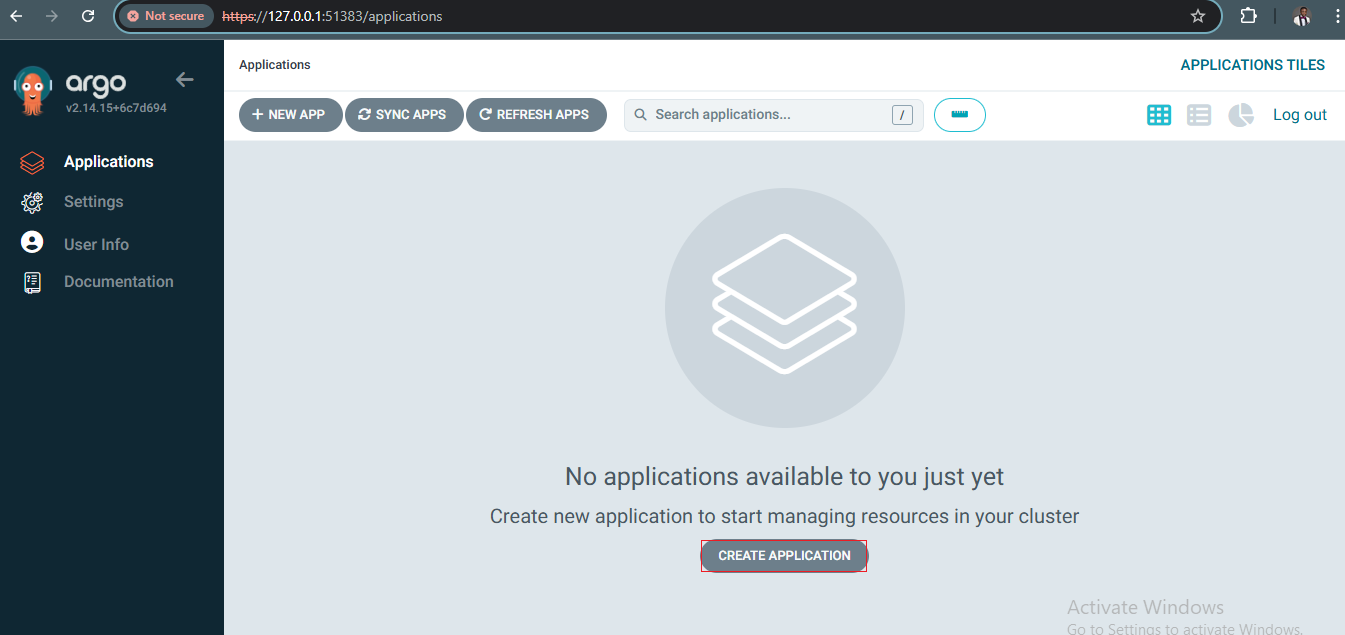 Not secure https://127.0.0.1:51383/applications
argo
v2.14.15+6c7d694
Applications
Settings
User Info
Documentation
Applications
APPLICATIONS TILES
+ NEW APP
SYNC APPS
REFRESH APPS
Search applications...
/
Log out
No applications available to you just yet
Create new application to start managing resources in your cluster
CREATE APPLICATION
Activate Windows
Go to Settings to activate Windows.